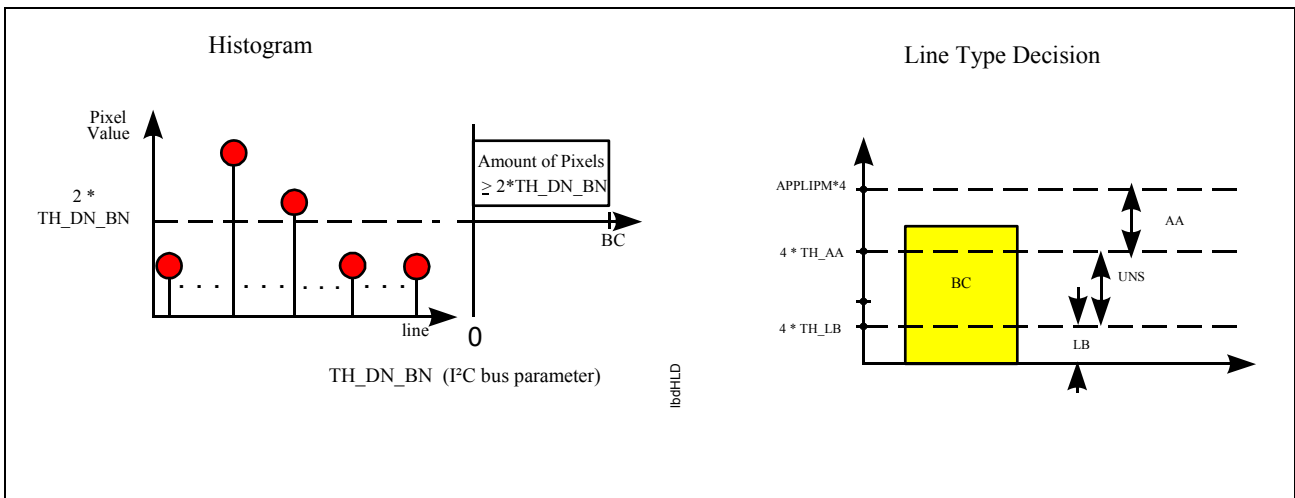 Histogram
Pixel
Value
2 *
TH_DN_BN
line
0
Amount of Pixels
≥ 2*TH_DN_BN
BC
TH_DN_BN (I²C bus parameter)
lbdHLD
Line Type Decision
APPLIPM*4
4 * TH_AA
4 * TH_LB
BC
AA
UNS
LB